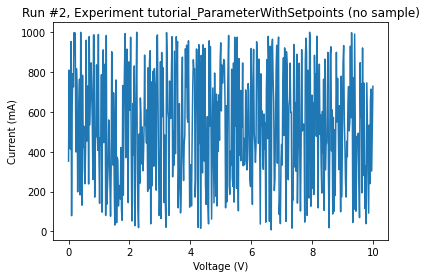 Run #2, Experiment tutorial_ParameterWithSetpoints (no sample)
1000
800
600
400
200
0
Current (mA)
0 2 4 6 8 10
Voltage (V)